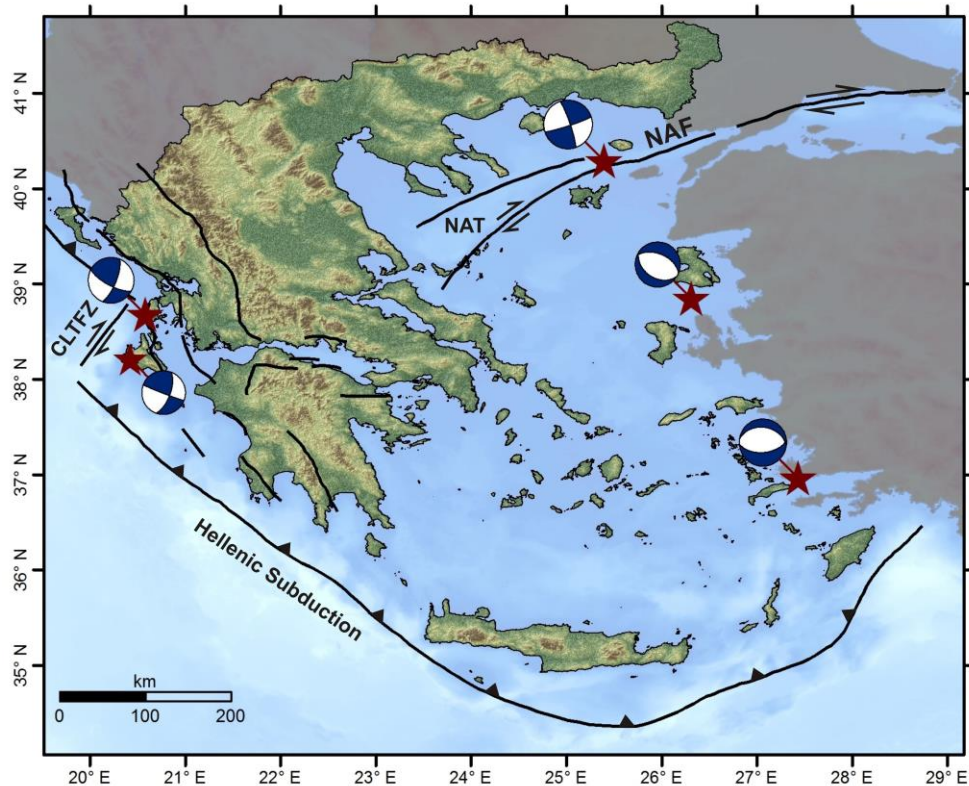 41° N
40° N
39° N
38° N
37° N
36° N
35° N
NAF
NAT
CLTFZ
Hellenic Subduction
km
0 100 200
20° E 21° E 22° E 23° E 24° E 25° E 26° E 27° E 28° E 29° E